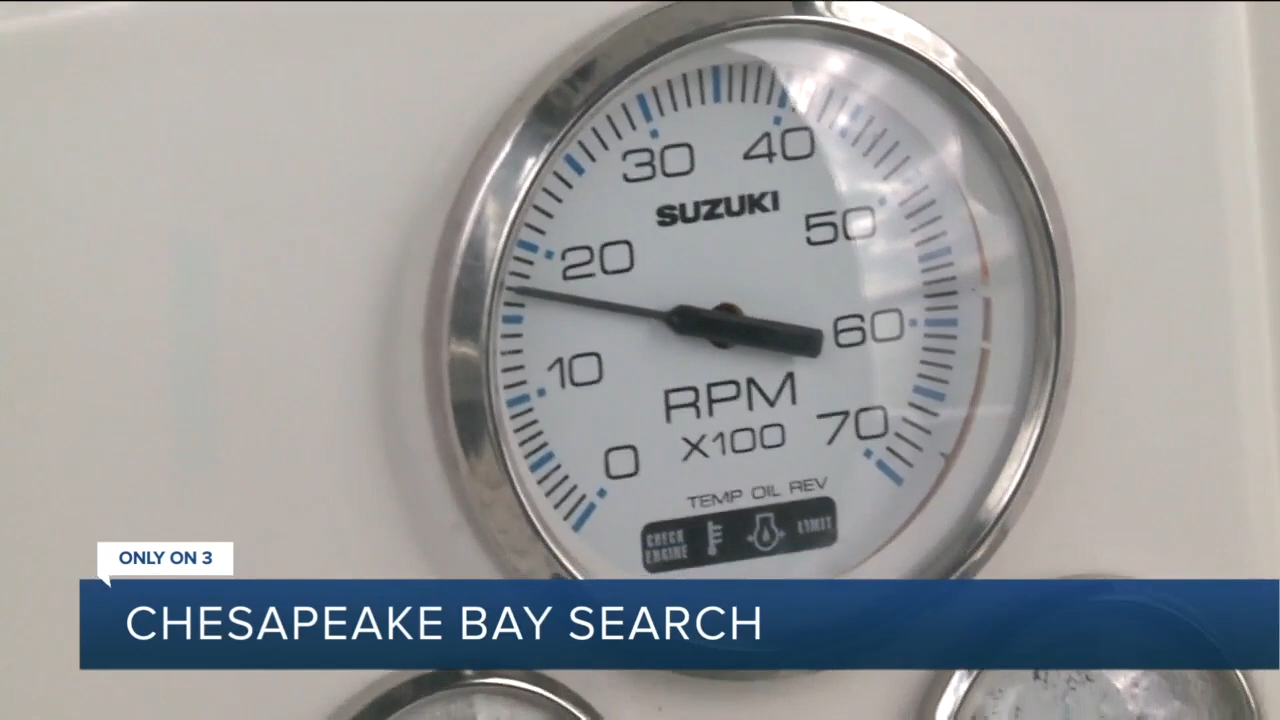 30 40
SUZUKI
20 50
10 60
RPM
X100
0 70
TEMP OIL REV
CHECK ENGINE LIMIT
ONLY ON 3
CHESAPEAKE BAY SEARCH